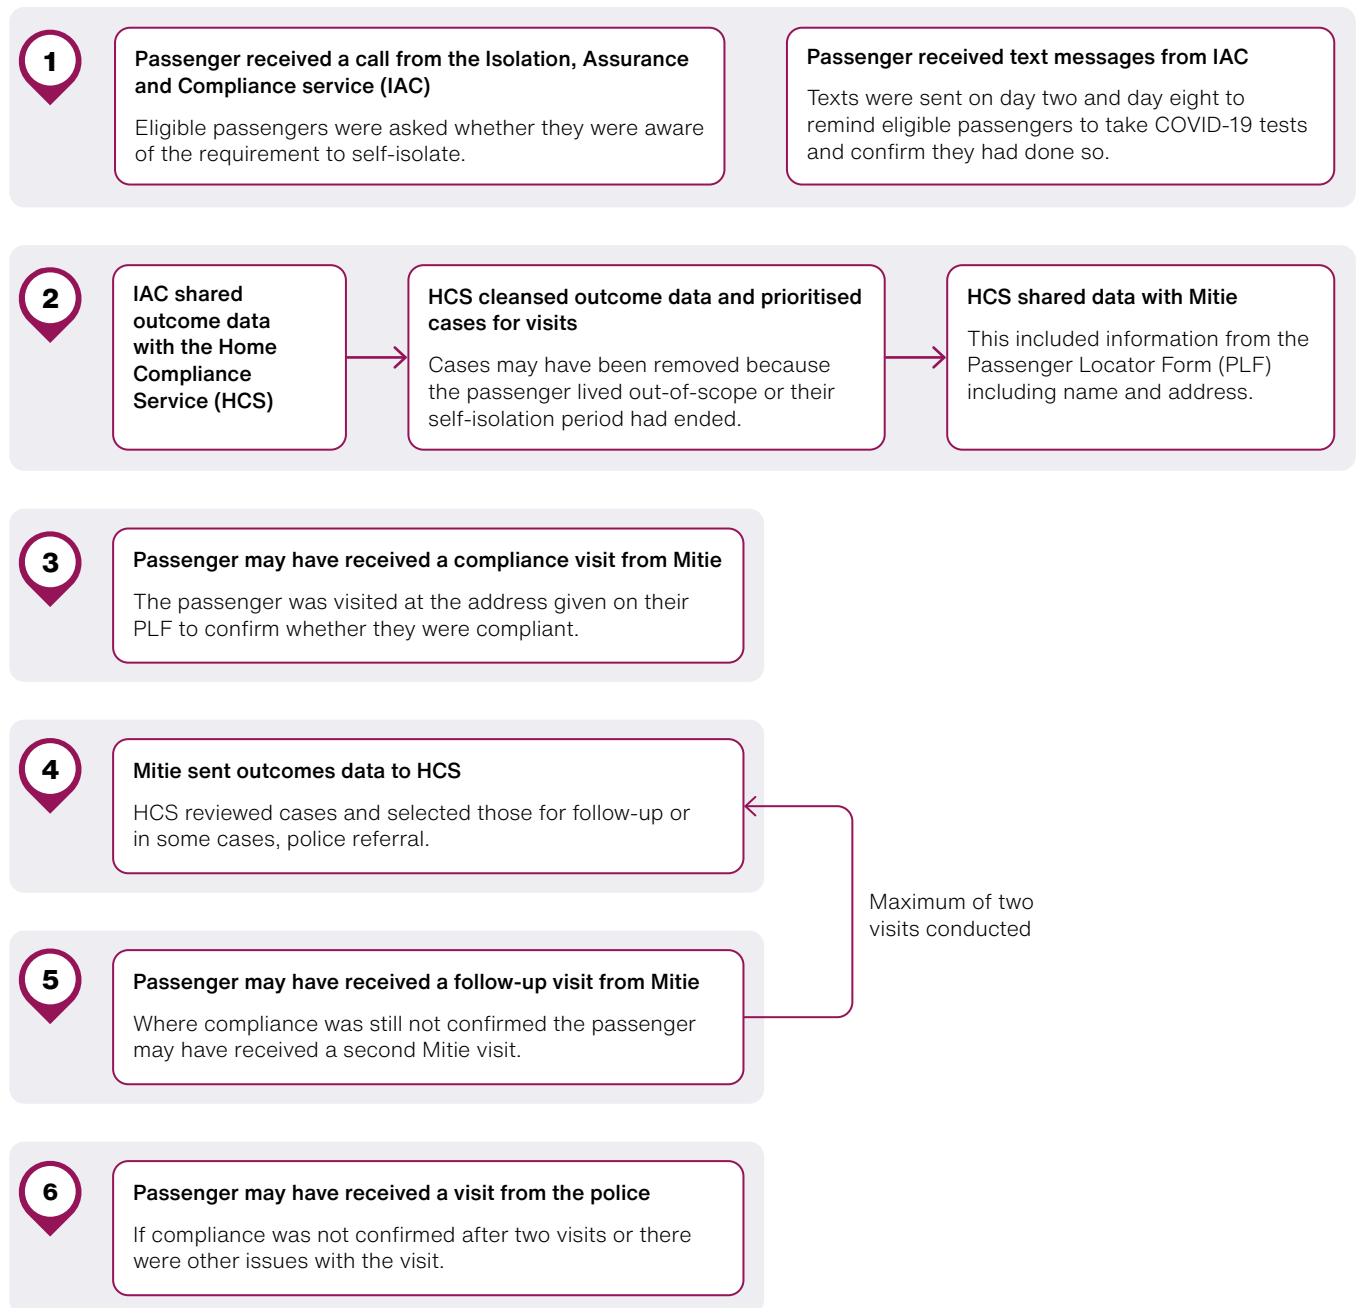 1
Passenger received a call from the Isolation, Assurance
and Compliance service (IAC)
Eligible passengers were asked whether they were aware
of the requirement to self-isolate.
Passenger received text messages from IAC
Texts were sent on day two and day eight to
remind eligible passengers to take COVID-19 tests
and confirm they had done so.
2
IAC shared
outcome data
with the Home
Compliance
Service (HCS)
HCS cleansed outcome data and prioritised
cases for visits
Cases may have been removed because
the passenger lived out-of-scope or their
self-isolation period had ended.
HCS shared data with Mitie
This included information from the
Passenger Locator Form (PLF)
including name and address.
3
Passenger may have received a compliance visit from Mitie
The passenger was visited at the address given on their
PLF to confirm whether they were compliant.
4
Mitie sent outcomes data to HCS
HCS reviewed cases and selected those for follow-up or
in some cases, police referral.
Maximum of two
visits conducted
5
Passenger may have received a follow-up visit from Mitie
Where compliance was still not confirmed the passenger
may have received a second Mitie visit.
6
Passenger may have received a visit from the police
If compliance was not confirmed after two visits or there
were other issues with the visit.